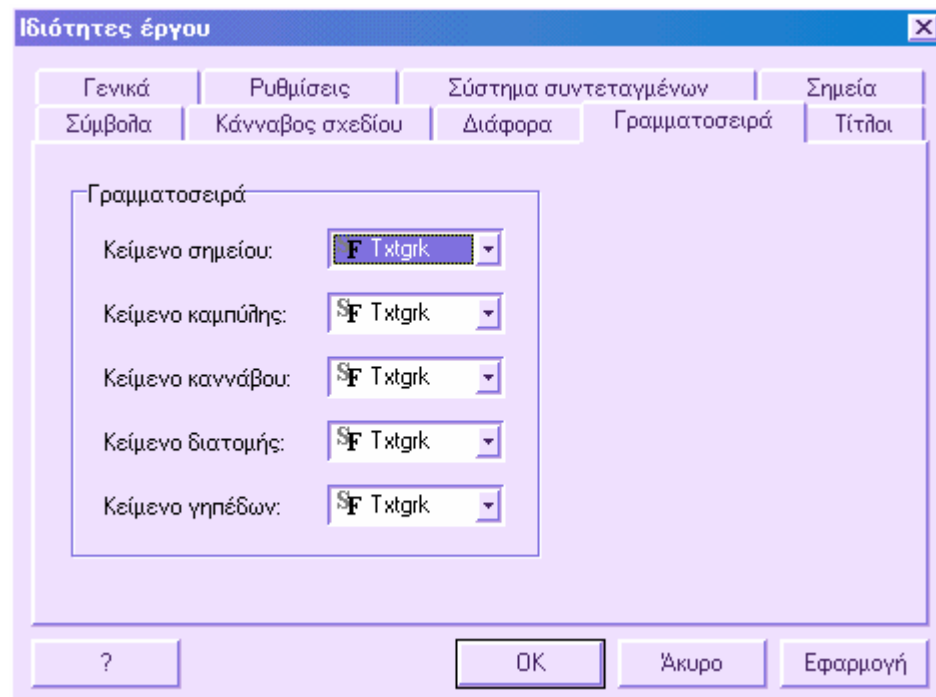 Ιδιότητες έργου
Γενικά Ρυθμίσεις Σύστημα συντεταγμένων Σημεία
Σύμβολα Κάνναβος σχεδίου Διάφορα Γραμματοσειρά Τίτλοι
Γραμματοσειρά
Κείμενο σημείου: Txtgrk
Κείμενο καμπύλης: Txtgrk
Κείμενο καννάβου: Txtgrk
Κείμενο διατομής: Txtgrk
Κείμενο γηπέδων: Txtgrk
? OK Άκυρο Εφαρμογή